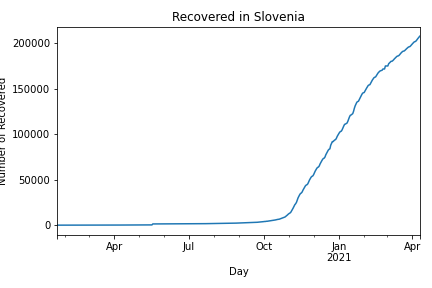 Recovered in Slovenia
Number of Recovered
200000
150000
100000
50000
0
Apr
Jul
Oct
Jan
2021
Apr
Day